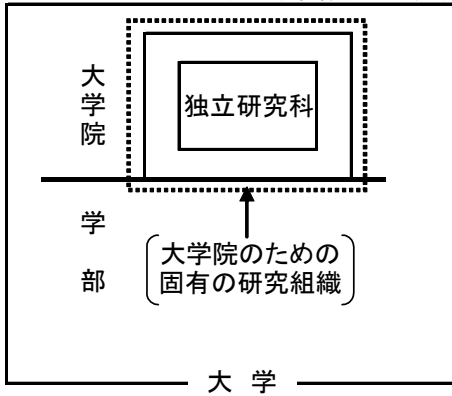 大学院
独立研究科
学部
大学院のための
固有の研究組織
大学